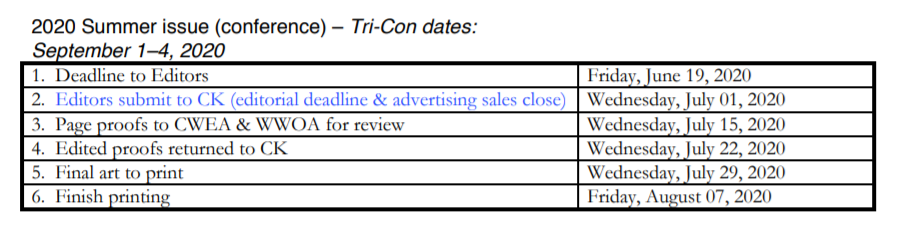 2020 Summer issue (conference) – Tri-Con dates:
September 1–4, 2020
1. Deadline to Editors Friday, June 19, 2020
2. Editors submit to CK (editorial deadline & advertising sales close) Wednesday, July 01, 2020
3. Page proofs to CWEA & WWOA for review Wednesday, July 15, 2020
4. Edited proofs returned to CK Wednesday, July 22, 2020
5. Final art to print Wednesday, July 29, 2020
6. Finish printing Friday, August 07, 2020